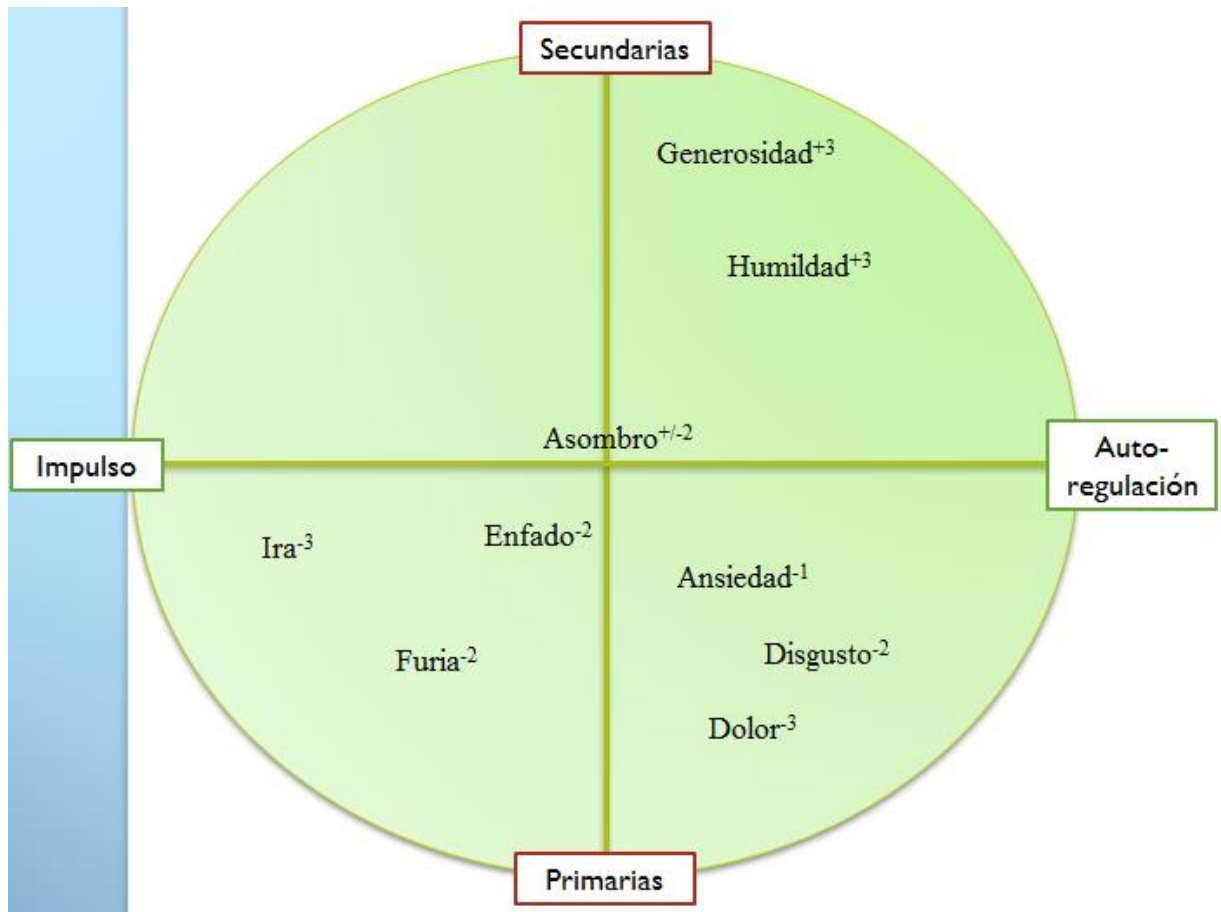 Secundarias
Generosidad+3
Humildad+3
Asombro+/-2
Impulso
Auto-
regulación
Ira-3
Enfado-2
Ansiedad-1
Furia-2
Disgusto-2
Dolor-3
Primarias